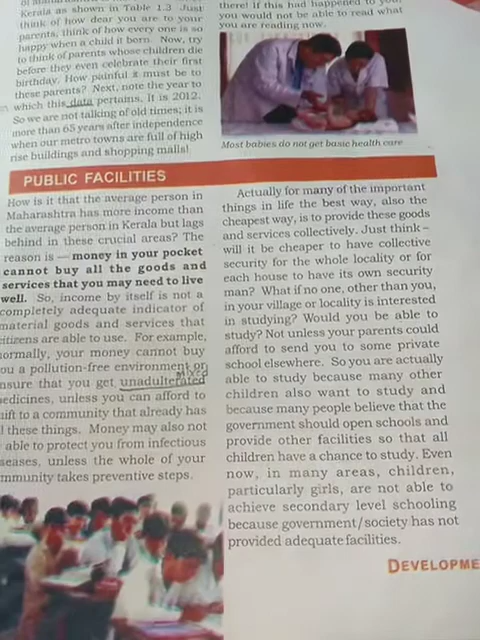 Kerala as shown in Table 1.3 Just
think of how dear you are to your
parents, think of how every one is so
happy when a child it born. Now, try
to think of parents whose children die
before they even celebrate their first
birthday. How painful it must be to
these parents? Next, note the year to
which this data pertains. It is 2012.
So we are not talking of old times; it is
more than 65 years after independence
when our metro towns are full of high
rise buildings and shopping malls!
there! If this had happened to you,
you would not be able to read what
you are reading now.
Most babies do not get basic health care
PUBLIC FACILITIES
How is it that the average person in
Maharashtra has more income than
the average person in Kerala but lags
behind in these crucial areas? The
reason is — money in your pocket
cannot buy all the goods and
services that you may need to live
well. So, income by itself is not a
completely adequate indicator of
material goods and services that
citizens are able to use. For example,
normally, your money cannot buy
ou a pollution-free environment or
mixed
nsure that you get unadulterated
edicines, unless you can afford to
ift to a community that already has
l these things. Money may also not
able to protect you from infectious
seases, unless the whole of your
mmunity takes preventive steps.
Actually for many of the important
things in life the best way, also the
cheapest way, is to provide these goods
and services collectively. Just think –
will it be cheaper to have collective
security for the whole locality or for
each house to have its own security
man? What if no one, other than you,
in your village or locality is interested
in studying? Would you be able to
study? Not unless your parents could
afford to send you to some private
school elsewhere. So you are actually
able to study because many other
children also want to study and
because many people believe that the
government should open schools and
provide other facilities so that all
children have a chance to study. Even
now, in many areas, children,
particularly girls, are not able to
achieve secondary level schooling
because government/society has not
provided adequate facilities.
DEVELOPME